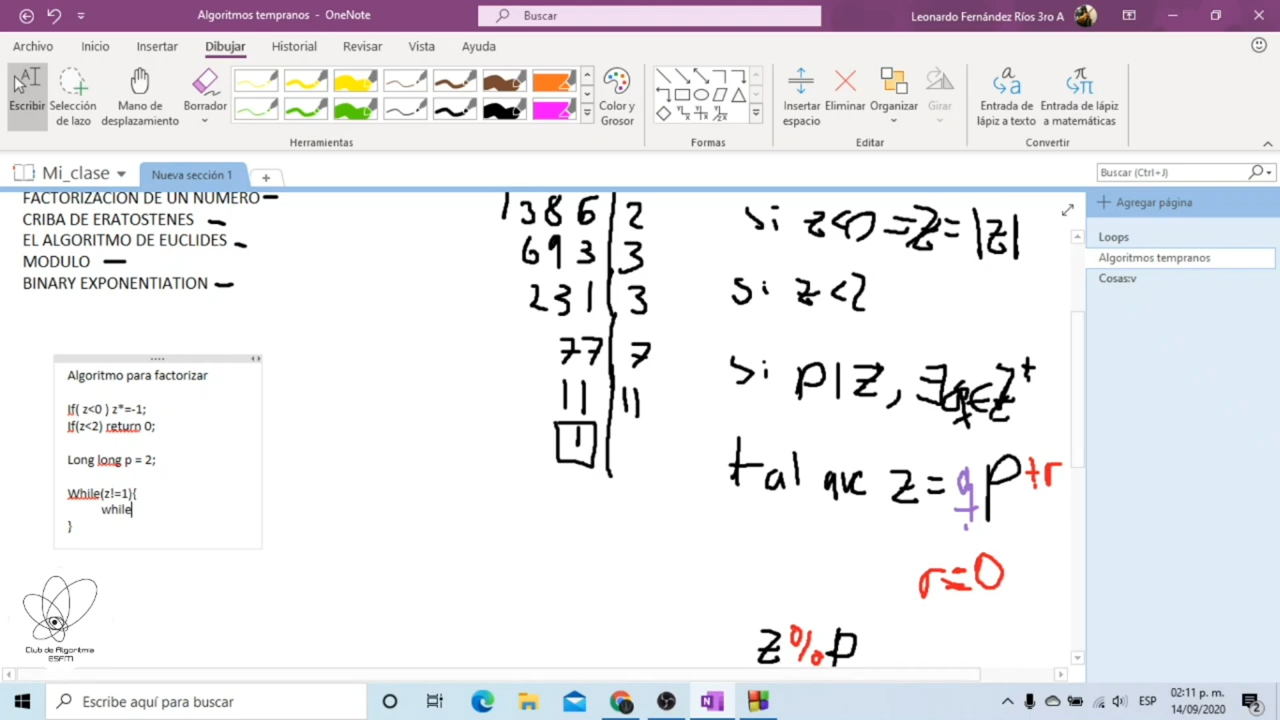 Algoritmos tempranos - OneNote
Buscar
Leonardo Fernández Ríos 3ro A
Archivo Inicio Insertar Dibujar Historial Revisar Vista Ayuda
Escribir
Selección de lazo
Mano de desplazamiento
Borrador
Color y Grosor
Insertar espacio
Eliminar
Organizar
Girar
Entrada de lápiz a texto
Entrada de lápiz a matemáticas
Herramientas
Formas
Editar
Convertir
Mi_clase
Nueva sección 1
Buscar (Ctrl+J)
Agregar página
Loops
Algoritmos tempranos
Cosas:v
FACTORIZACION DE UN NUMERO
CRIBA DE ERATOSTENES
EL ALGORITMO DE EUCLIDES
MODULO
BINARY EXPONENTIATION
Algoritmo para factorizar
If( z<0 ) z*=-1;
If(z<2) return 0;
Long long p = 2;
While(z!=1){
while
}
1386 | 2
693 | 3
231 | 3
77 | 7
11 | 11
1
si z<0 => z = |z|
si z<2
si p|z, ∃q∈Z⁺
tal que z = q p + r
r=0
z % p
Club de Algoritmia
ESFM
Escribe aquí para buscar
ESP
02:11 p. m.
14/09/2020
2